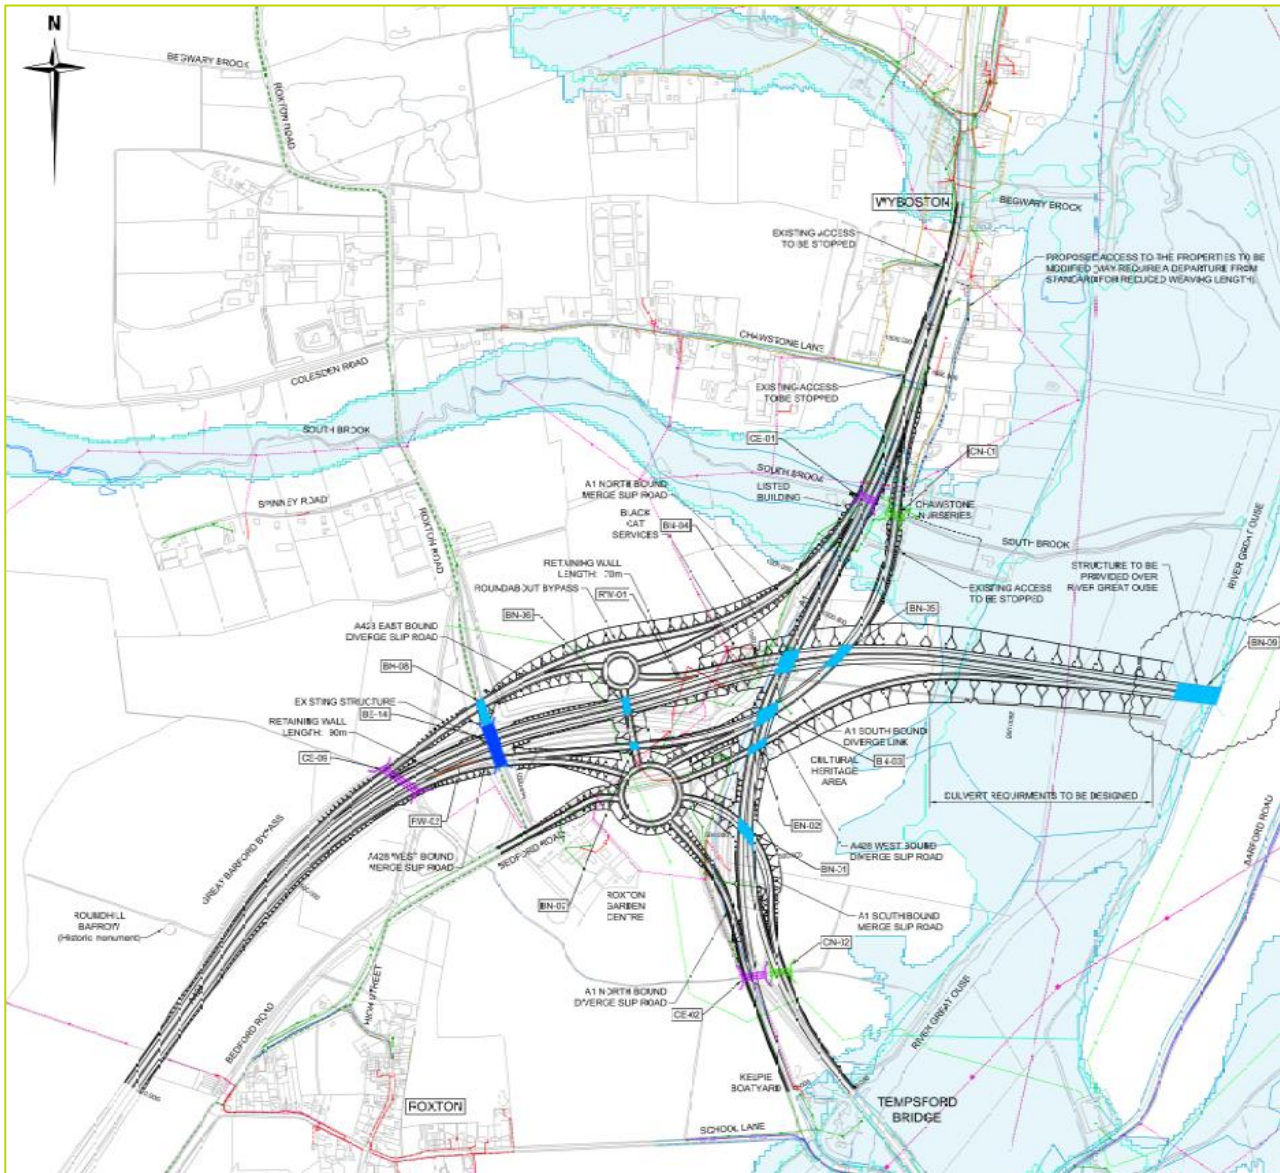 N
BEGWARY BROOK
ROXTON ROAD
WYBOSTON
BEGWARY BROOK
EXISTING ACCESS
TO BE STOPPED
PROPOSED ACCESS TO THE PROPERTIES TO BE
MODIFIED (MAY REQUIRE A DEPARTURE FROM
STANDARD FOR REDUCED WEAVING LENGTH)
CHAWSTONE LANE
COLESDEN ROAD
EXISTING ACCESS
TO BE STOPPED
SOUTH BROOK
CE-01
CN-01
SOUTH BROOK
A1 NORTH BOUND
MERGE SLIP ROAD
LISTED
BUILDING
SPINNEY ROAD
CHAWSTONE
NURSERIES
BLACK
CAT
SERVICES
BN-04
ROXTON ROAD
SOUTH BROOK
RIVER GREAT OUSE
RETAINING WALL
LENGTH: 70m
STRUCTURE TO BE
PROVIDED OVER
RIVER GREAT OUSE
ROUNDABOUT BYPASS
RW-01
EXISTING ACCESS
TO BE STOPPED
A1
BN-06
BN-05
A428 EAST BOUND
DIVERGE SLIP ROAD
BN-09
BN-08
EXISTING STRUCTURE
BE-14
RETAINING WALL
LENGTH: 90m
A1 SOUTH BOUND
DIVERGE LINK
CE-06
BN-03
CULTURAL
HERITAGE
AREA
CULVERT REQUIRMENTS TO BE DESIGNED
BARFORD ROAD
GREAT BARFORD BYPASS
BN-02
BEDFORD ROAD
A428 WEST BOUND
MERGE SLIP ROAD
A428 WEST BOUND
DIVERGE SLIP ROAD
BN-01
ROXTON
GARDEN
CENTRE
BN-07
ROUNDHILL
BARROW
(Historic monument)
A1 SOUTHBOUND
MERGE SLIP ROAD
CN-02
HIGH STREET
A1 NORTH BOUND
DIVERGE SLIP ROAD
CE-02
RIVER GREAT OUSE
BEDFORD ROAD
KELPIE
BOATYARD
ROXTON
TEMPSFORD
BRIDGE
SCHOOL LANE